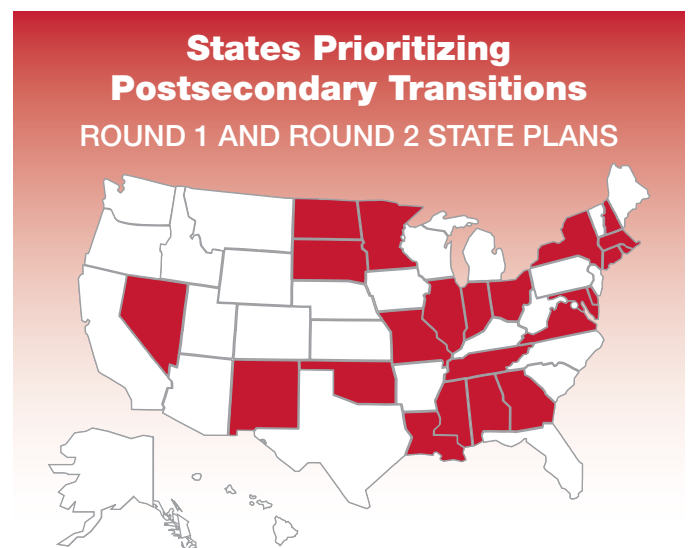 States Prioritizing
Postsecondary Transitions
ROUND 1 AND ROUND 2 STATE PLANS